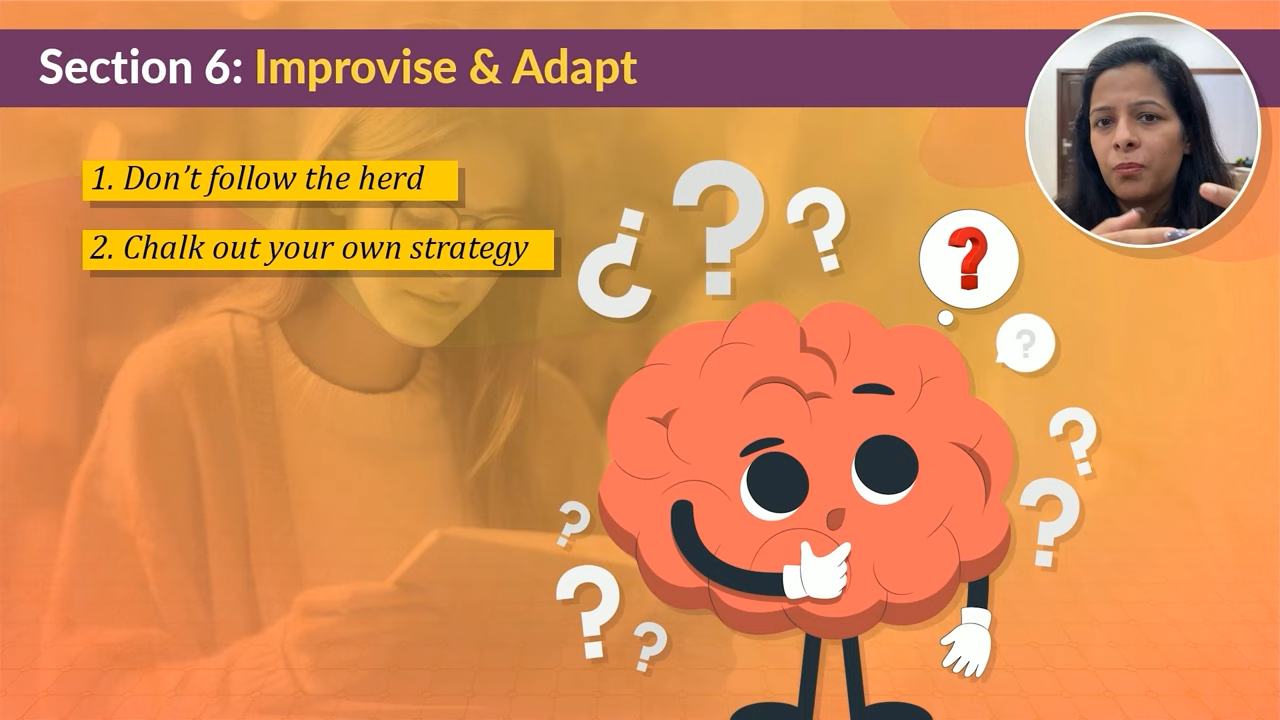 Section 6: Improvise & Adapt
1. Don’t follow the herd
2. Chalk out your own strategy
¿ ? ?
?
?
?
?
?
?
?